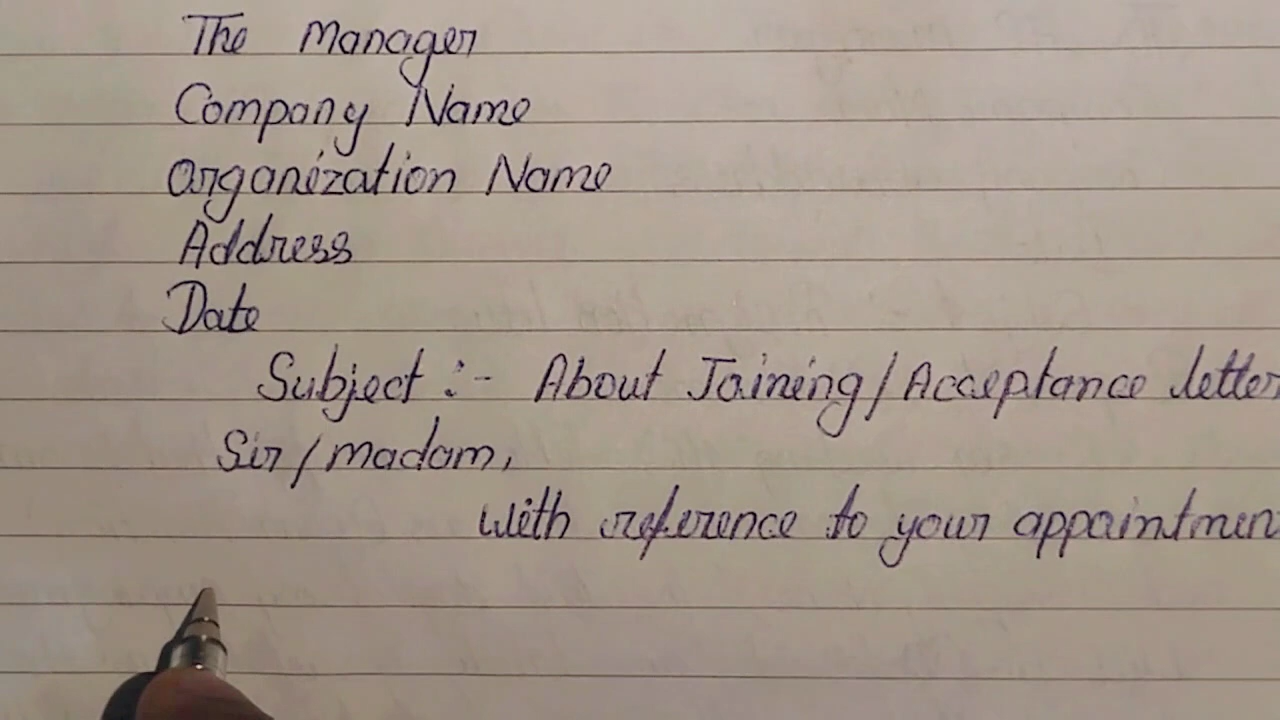 The Manager
Company Name
Organization Name
Address
Date
Subject :- About Joining/Acceptance letter
Sir/Madam,
with reference to your appointmen